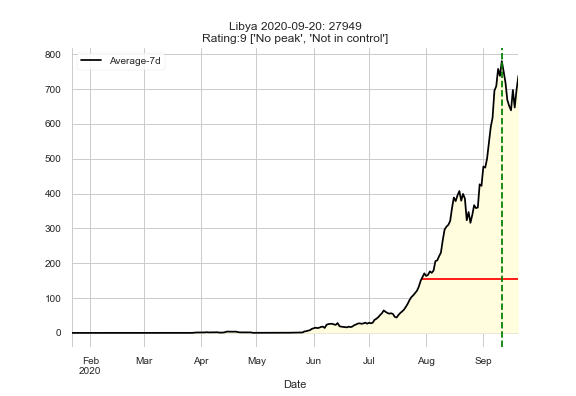 Libya 2020-09-20: 27949
Rating:9 ['No peak', 'Not in control']
Average-7d
800
700
600
500
400
300
200
100
0
Feb Mar Apr May Jun Jul Aug Sep
2020
Date